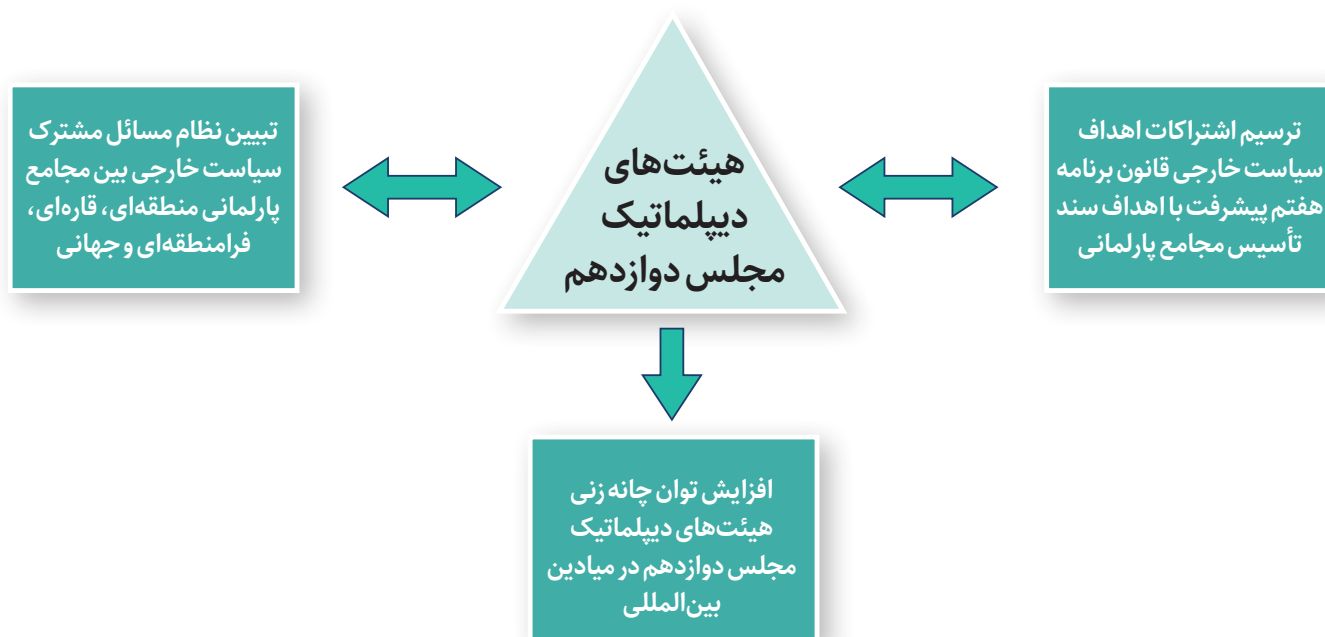 ترسیم اشتراکات اهداف
سیاست خارجی قانون برنامه
هفتم پیشرفت با اهداف سند
تأسیس مجامع پارلمانی
هیئت‌های
دیپلماتیک
مجلس دوازدهم
تبیین نظام مسائل مشترک
سیاست خارجی بین مجامع
پارلمانی منطقه‌ای، قاره‌ای،
فرامنطقه‌ای و جهانی
افزایش توان چانه زنی
هیئت‌های دیپلماتیک
مجلس دوازدهم در میادین
بین‌المللی